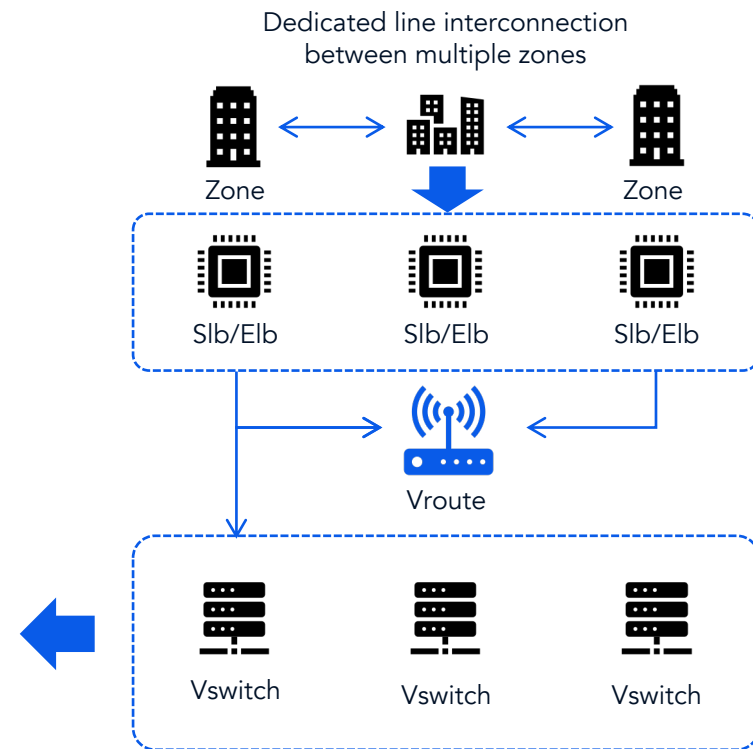 Dedicated line interconnection
between multiple zones
Zone
Zone
Slb/Elb
Slb/Elb
Slb/Elb
Vroute
Vswitch
Vswitch
Vswitch